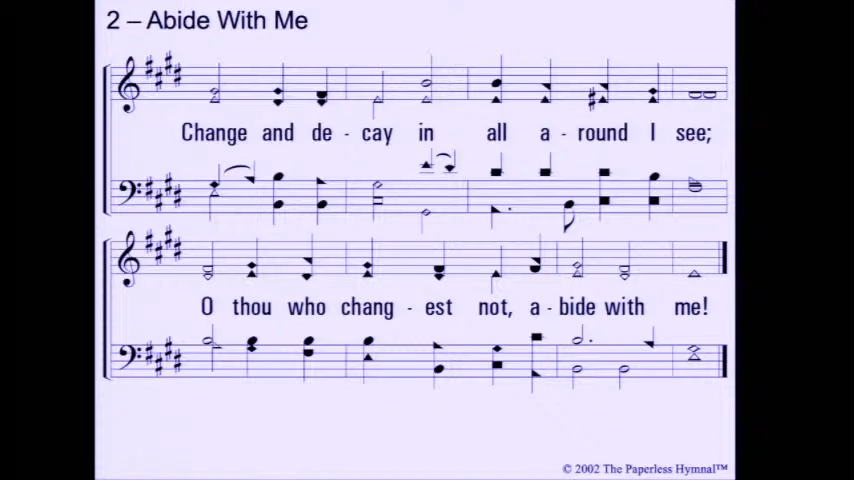 2 – Abide With Me
Change and de - cay in all a - round I see;
O thou who chang - est not, a - bide with me!
© 2002 The Paperless Hymnal™